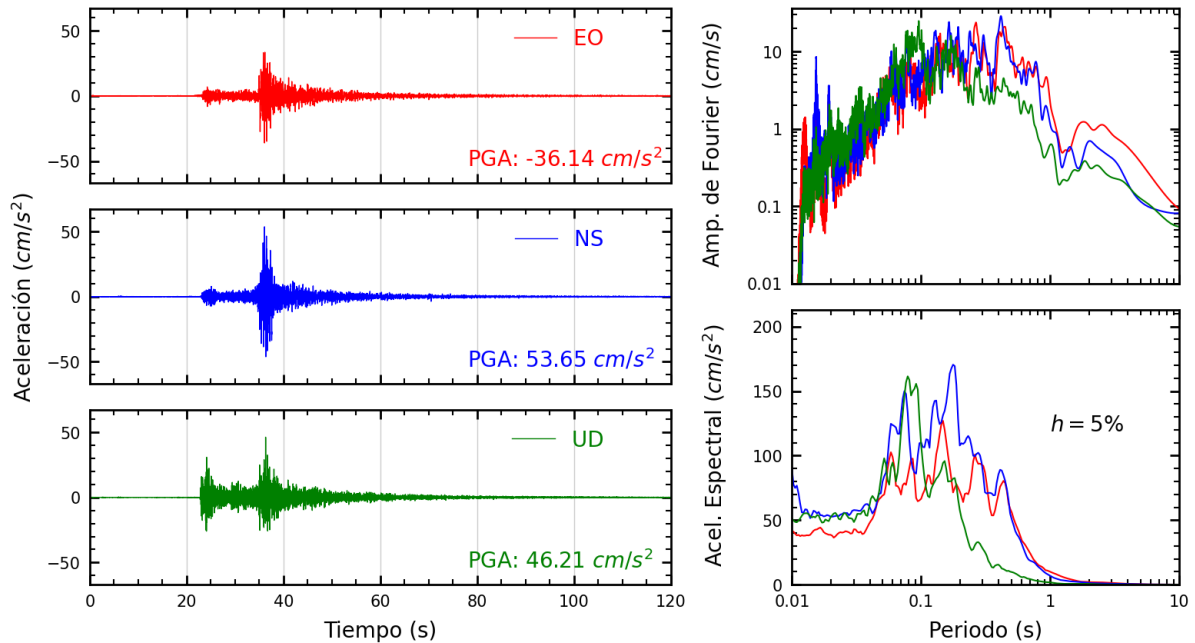 Aceleración (cm/s²)
50
0
−50
EO
PGA: -36.14 cm/s²
50
0
−50
NS
PGA: 53.65 cm/s²
50
0
−50
UD
PGA: 46.21 cm/s²
0 20 40 60 80 100 120
Tiempo (s)
Amp. de Fourier (cm/s)
10
1
0.1
0.01
Acel. Espectral (cm/s²)
200
150
100
50
0
h = 5%
0.01 0.1 1 10
Periodo (s)